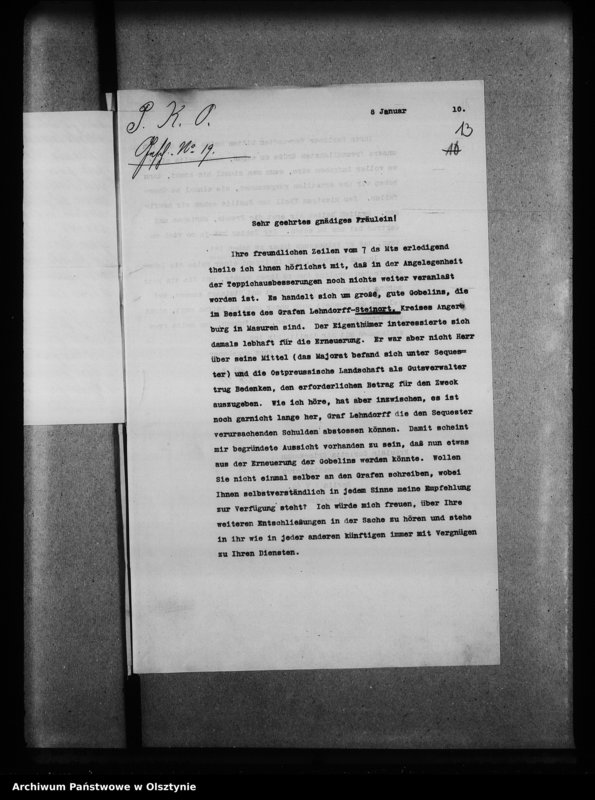 P. K. O.
8 Januar 10.
13
No 19.
Sehr geehrtes gnädiges Fräulein!
Ihre freundlichen Zeilen vom 7 ds Mts erledigend
theile ich ihnen höflichst mit, daß in der Angelegenheit
der Teppichausbesserungen noch nichts weiter veranlaßt
worden ist. Es handelt sich um große, gute Gobelins, die
im Besitze des Grafen Lehndorff-Steinort, Kreises Anger
burg in Masuren sind. Der Eigenthümer interessierte sich
damals lebhaft für die Erneuerung. Er war aber nicht Herr
über seine Mittel (das Majorat befand sich unter Seques=
ter) und die Ostpreussische Landschaft als Gutsverwalter
trug Bedenken, den erforderlichen Betrag für den Zweck
auszugeben. Wie ich höre, hat aber inzwischen, es ist
noch garnicht lange her, Graf Lehndorff die den Sequester
verursachenden Schulden abstossen können. Damit scheint
mir begründete Aussicht vorhanden zu sein, daß nun etwas
aus der Erneuerung der Gobelins werden könnte. Wollen
Sie nicht einmal selber an den Grafen schreiben, wobei
Ihnen selbstverständlich in jedem Sinne meine Empfehlung
zur Verfügung steht? Ich würde mich freuen, über Ihre
weiteren Entschließungen in der Sache zu hören und stehe
in ihr wie in jeder anderen künftigen immer mit Vergnügen
zu Ihren Diensten.
Archiwum Państwowe w Olsztynie